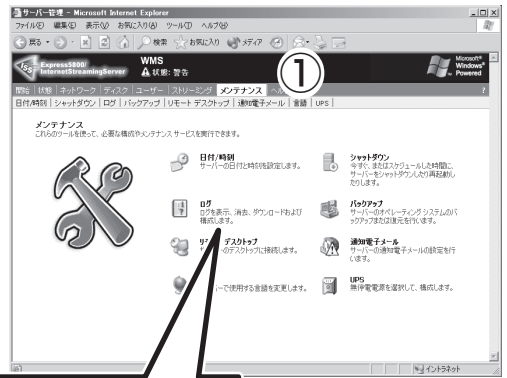 サーバー管理 - Microsoft Internet Explorer
ファイル(F) 編集(E) 表示(V) お気に入り(A) ツール(T) ヘルプ(H)
戻る 検索 お気に入り メディア
ISS Express5800/ InternetStreamingServer
WMS
状態: 警告
①
Microsoft® Windows® Powered
開始 状態 ネットワーク ディスク ユーザー ストリーミング メンテナンス ?
日付/時刻 | シャットダウン | ログ | バックアップ | リモート デスクトップ | 通知電子メール | 言語 | UPS |
メンテナンス
これらのツールを使って、必要な構成やメンテナンス サービスを実行できます。
日付/時刻
サーバーの日付と時刻を設定します。
シャットダウン
今すぐ、またはスケジュールした時間に、
サーバーをシャットダウンしたり再起動し
たりします。
ログ
ログを表示、消去、ダウンロードおよび
構成します。
バックアップ
サーバーのオペレーティング システムのバ
ックアップまたは復元を行います。
デスクトップ
のデスクトップに接続します。
通知電子メール
サーバーの通知電子メールの設定を行
います。
ーで使用する言語を変更します。
UPS
無停電電源を選択して、構成します。
イントラネット